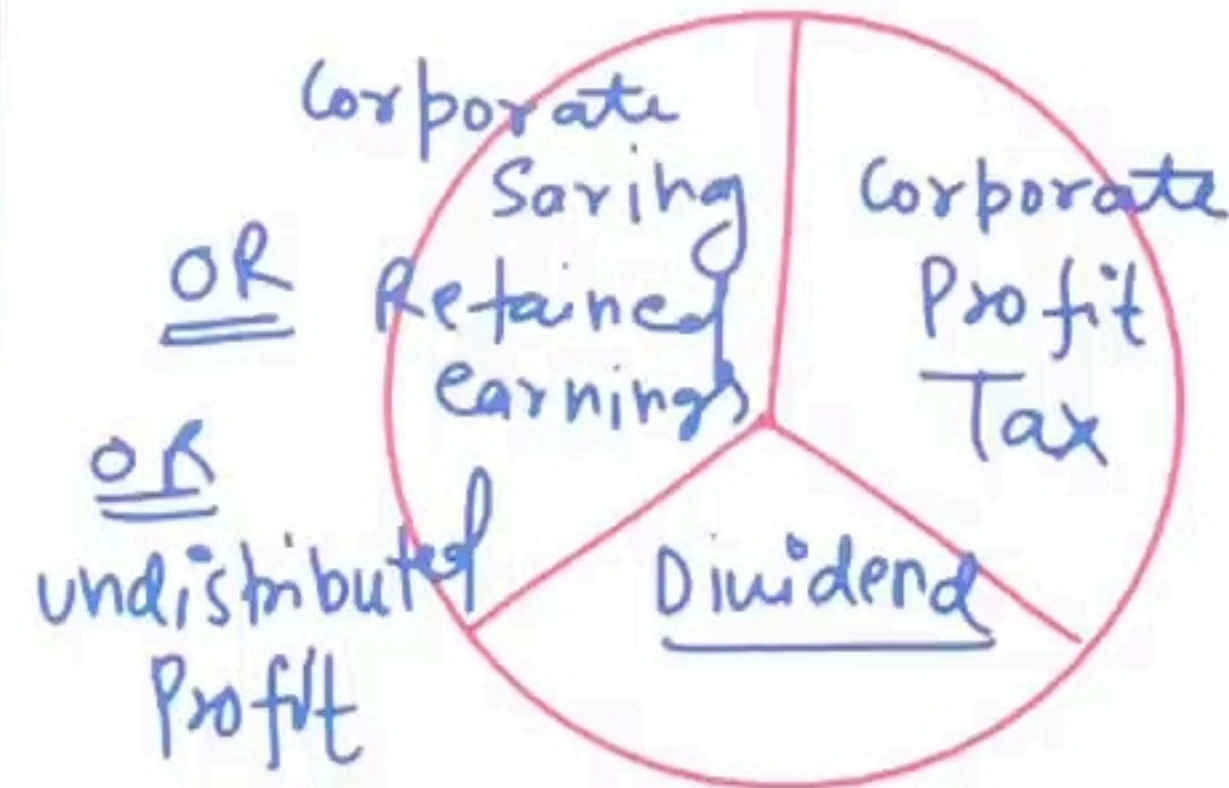 Corporate
Saving
OR Retained
earnings
OR
undistributed
Profit
Corporate
Profit
Tax
Dividend